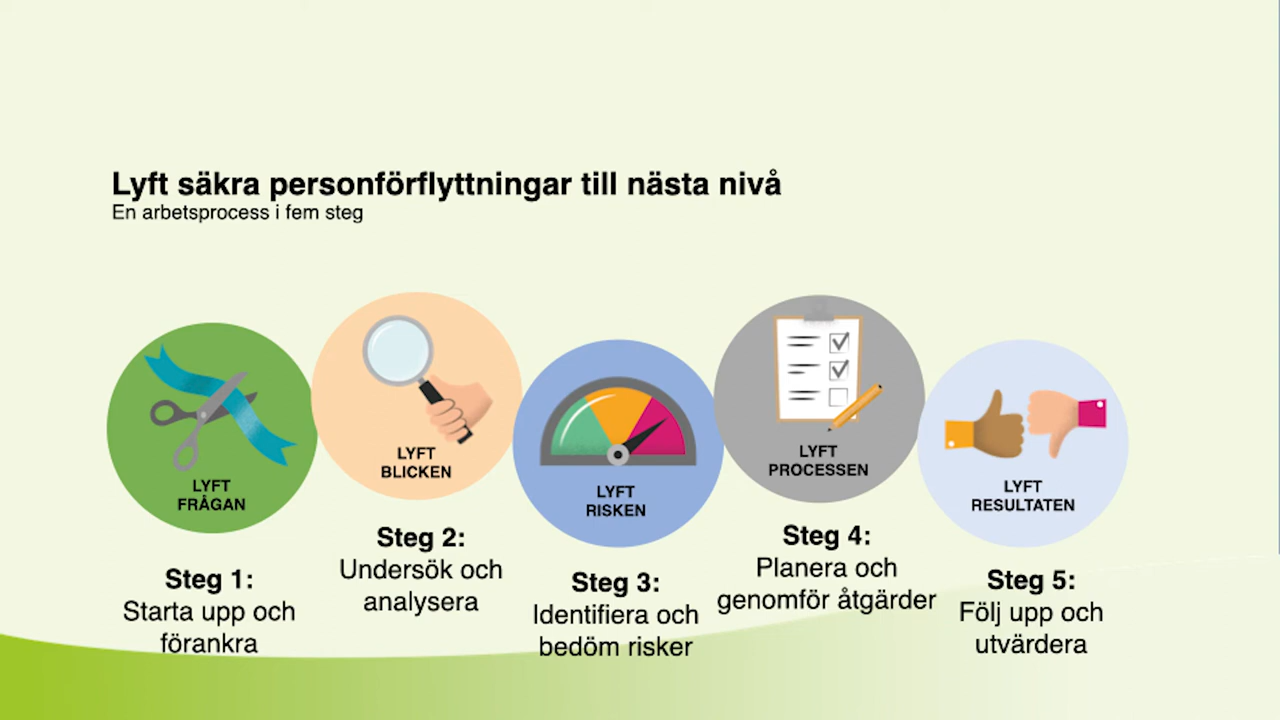 Lyft säkra personförflyttningar till nästa nivå
En arbetsprocess i fem steg
LYFT
FRÅGAN
Steg 1:
Starta upp och
förankra
LYFT
BLICKEN
Steg 2:
Undersök och
analysera
LYFT
RISKEN
Steg 3:
Identifiera och
bedöm risker
LYFT
PROCESSEN
Steg 4:
Planera och
genomför åtgärder
LYFT
RESULTATEN
Steg 5:
Följ upp och
utvärdera